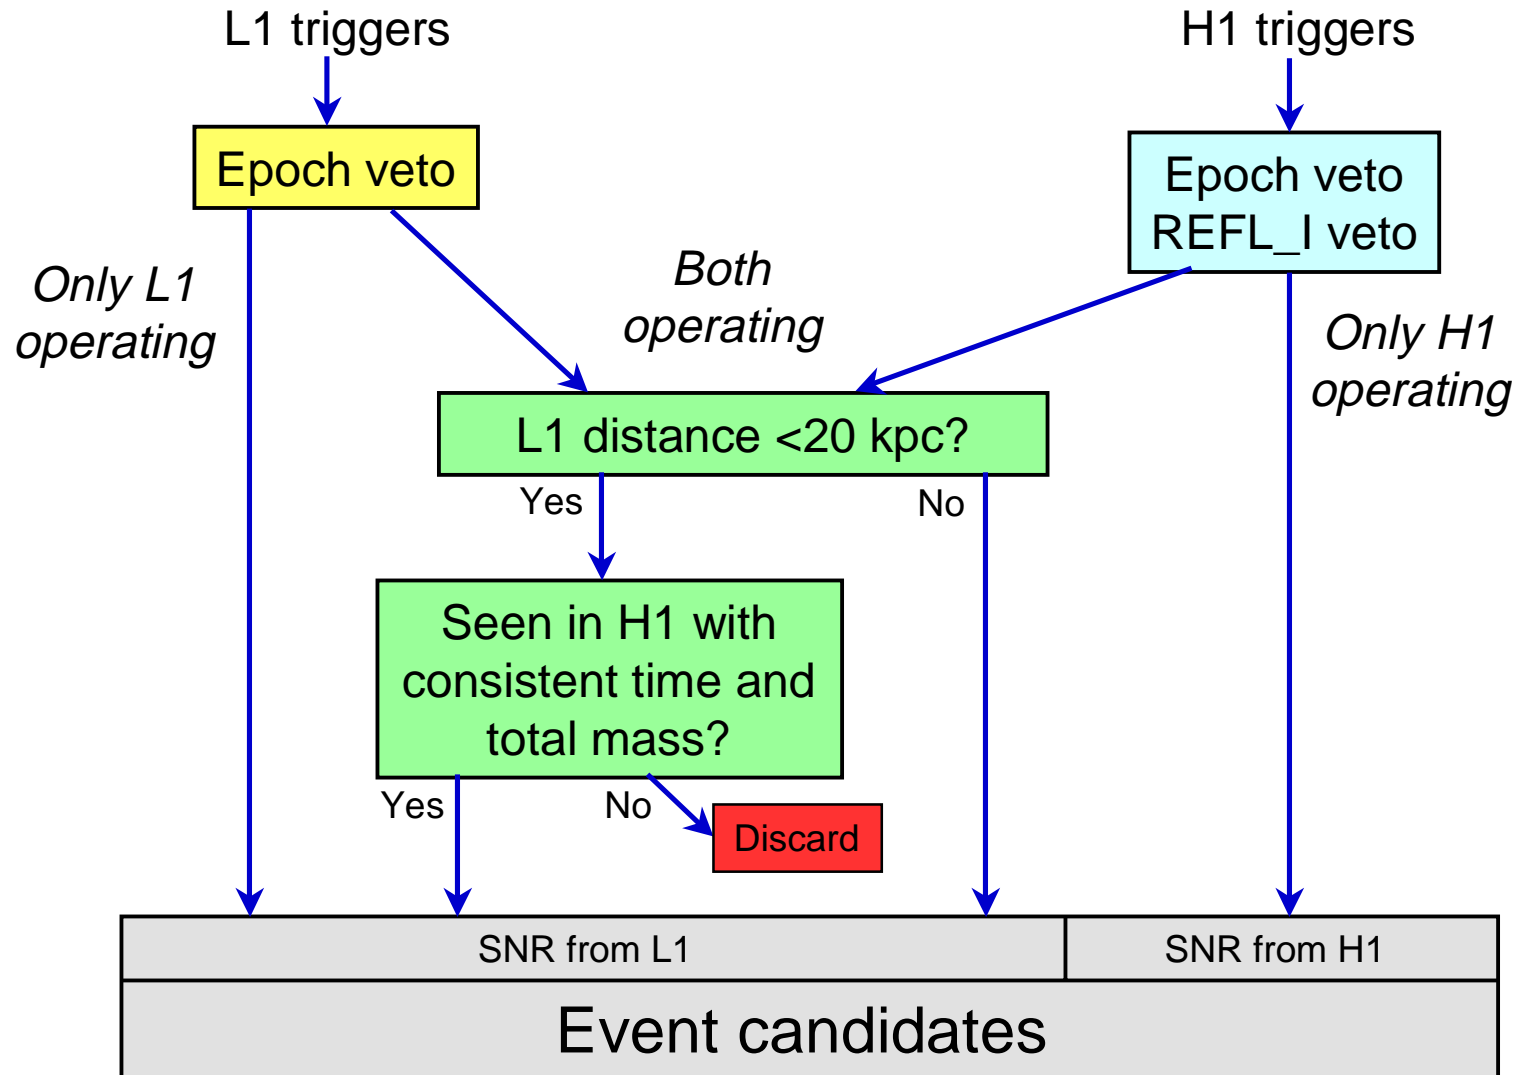 L1 triggers
H1 triggers
Epoch veto
Epoch veto
REFL_I veto
Only L1
operating
Both
operating
Only H1
operating
L1 distance <20 kpc?
Yes
No
Seen in H1 with
consistent time and
total mass?
Yes
No
Discard
SNR from L1
SNR from H1
Event candidates